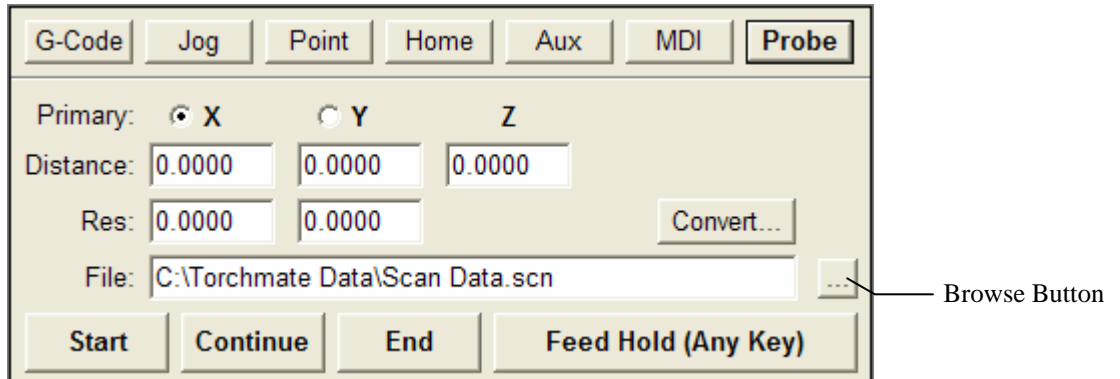 G-Code Jog Point Home Aux MDI Probe
Primary: X Y Z
Distance: 0.0000 0.0000 0.0000
Res: 0.0000 0.0000 Convert...
File: C:\Torchmate Data\Scan Data.scn ... Browse Button
Start Continue End Feed Hold (Any Key)